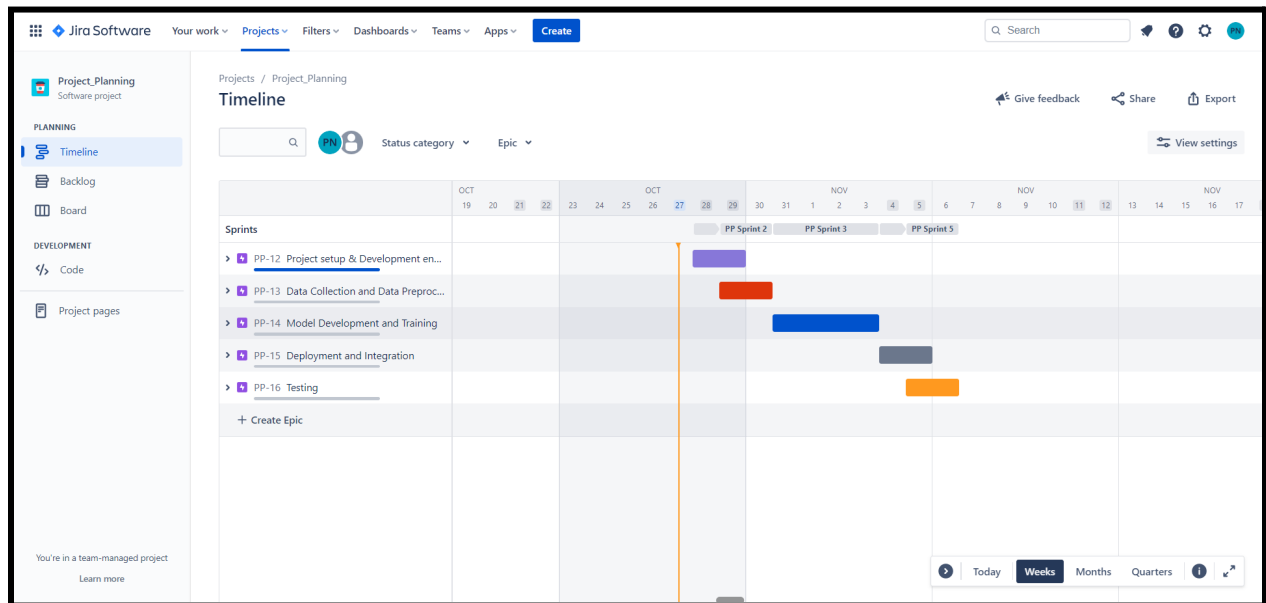 Jira Software Your work Projects Filters Dashboards Teams Apps Create Search PN
Project_Planning
Software project
PLANNING
Timeline
Backlog
Board
DEVELOPMENT
Code
Project pages
You're in a team-managed project
Learn more
Projects / Project_Planning
Timeline
Give feedback Share Export
PN Status category Epic View settings
OCT OCT NOV NOV NOV
19 20 21 22 23 24 25 26 27 28 29 30 31 1 2 3 4 5 6 7 8 9 10 11 12 13 14 15 16 17
Sprints PP Sprint 2 PP Sprint 3 PP Sprint 5
PP-12 Project setup & Development en...
PP-13 Data Collection and Data Preproc...
PP-14 Model Development and Training
PP-15 Deployment and Integration
PP-16 Testing
+ Create Epic
Today Weeks Months Quarters